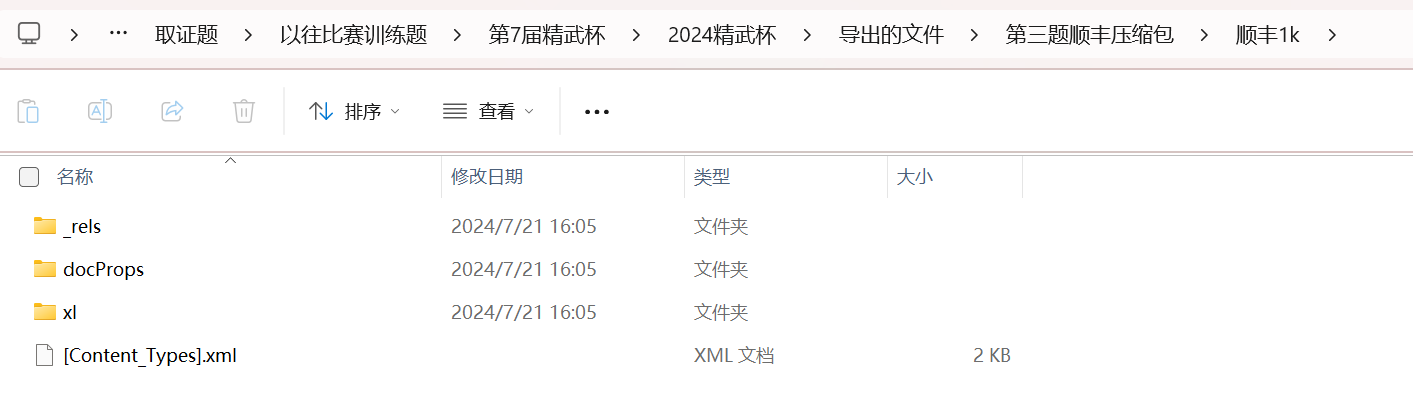 > … 取证题 > 以往比赛训练题 > 第7届精武杯 > 2024精武杯 > 导出的文件 > 第三题顺丰压缩包 > 顺丰1k >
排序 查看 •••
名称 修改日期 类型 大小
_rels 2024/7/21 16:05 文件夹
docProps 2024/7/21 16:05 文件夹
xl 2024/7/21 16:05 文件夹
[Content_Types].xml XML 文档 2 KB